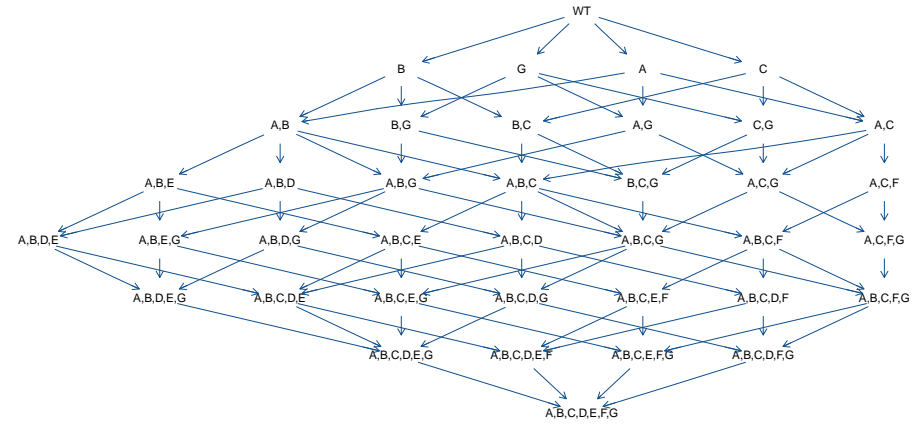 WT
B G A C
A,B B,G B,C A,G C,G A,C
A,B,E A,B,D A,B,G A,B,C B,C,G A,C,G A,C,F
A,B,D,E A,B,E,G A,B,D,G A,B,C,E A,B,C,D A,B,C,G A,B,C,F A,C,F,G
A,B,D,E,G A,B,C,D,E A,B,C,E,G A,B,C,D,G A,B,C,E,F A,B,C,D,F A,B,C,F,G
A,B,C,D,E,G A,B,C,D,E,F A,B,C,E,F,G A,B,C,D,F,G
A,B,C,D,E,F,G